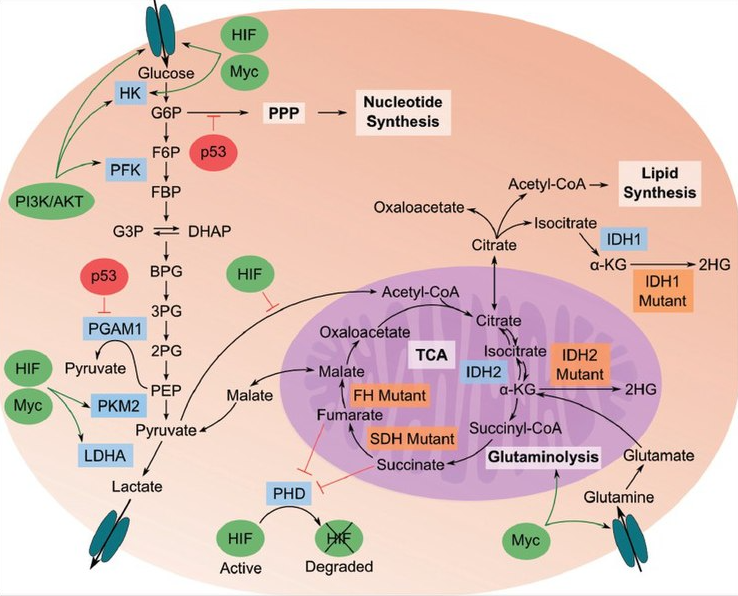 HIF
Myc
Glucose
HK
G6P
PPP
Nucleotide
Synthesis
p53
F6P
PFK
PI3K/AKT
FBP
G3P
DHAP
BPG
p53
3PG
PGAM1
2PG
Pyruvate
PEP
HIF
Myc
PKM2
LDHA
Pyruvate
Lactate
HIF
Malate
Acetyl-CoA
Lipid
Synthesis
Oxaloacetate
Isocitrate
Citrate
IDH1
α-KG
2HG
IDH1
Mutant
Acetyl-CoA
Oxaloacetate
Citrate
TCA
Isocitrate
Malate
IDH2
IDH2
Mutant
α-KG
2HG
FH Mutant
Fumarate
SDH Mutant
Succinyl-CoA
Succinate
Glutaminolysis
Glutamate
Glutamine
PHD
HIF
HIF
Active
Degraded
Myc